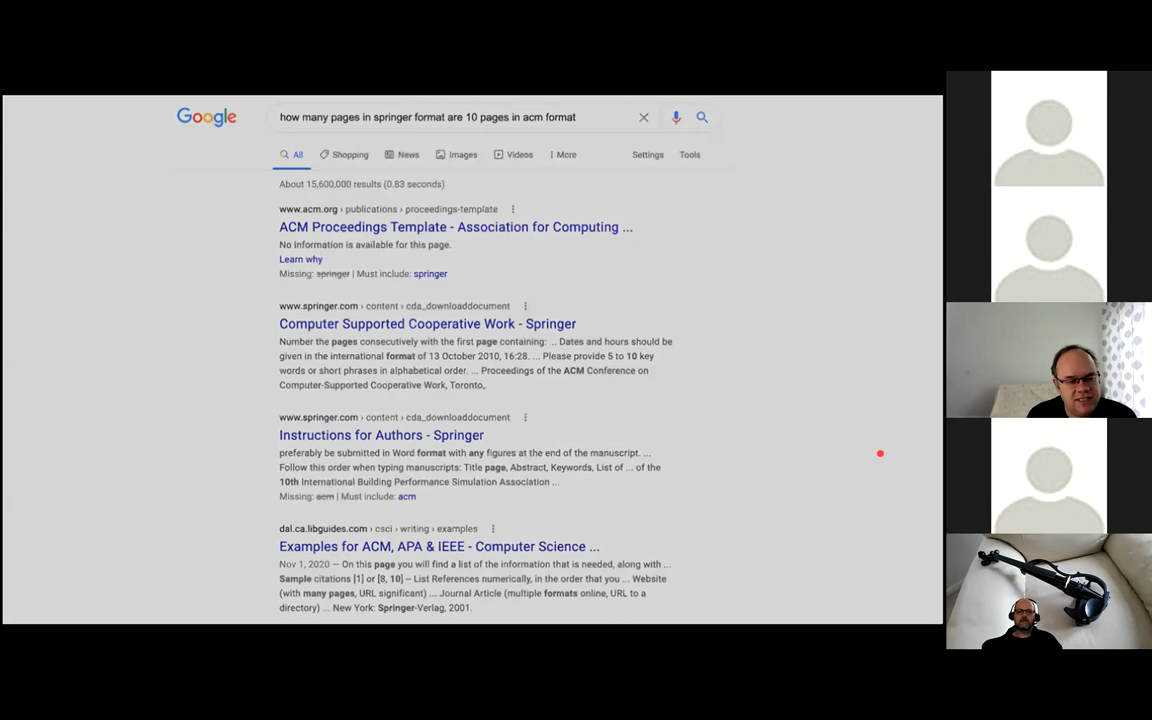 Google
how many pages in springer format are 10 pages in acm format
All Shopping News Images Videos More Settings Tools
About 15,600,000 results (0.83 seconds)
www.acm.org › publications › proceedings-template
ACM Proceedings Template - Association for Computing ...
No Information is available for this page.
Learn why
Missing: springer | Must include: springer
www.springer.com › content › cda_downloaddocument
Computer Supported Cooperative Work - Springer
Number the pages consecutively with the first page containing: ... Dates and hours should be
given in the international format of 13 October 2010, 16:28. ... Please provide 5 to 10 key
words or short phrases in alphabetical order. ... Proceedings of the ACM Conference on
Computer-Supported Cooperative Work, Toronto,.
www.springer.com › content › cda_downloaddocument
Instructions for Authors - Springer
preferably be submitted in Word format with any figures at the end of the manuscript. ...
Follow this order when typing manuscripts: Title page, Abstract, Keywords, List of ... of the
10th International Building Performance Simulation Association ...
Missing: acm | Must include: acm
dal.ca.libguides.com › csci › writing › examples
Examples for ACM, APA & IEEE - Computer Science ...
Nov 1, 2020 — On this page you will find a list of the information that is needed, along with ...
Sample citations [1] or [8, 10] – List References numerically, in the order that you ... Website
(with many pages, URL significant) ... Journal Article (multiple formats online, URL to a
directory) ... New York: Springer-Verlag, 2001.